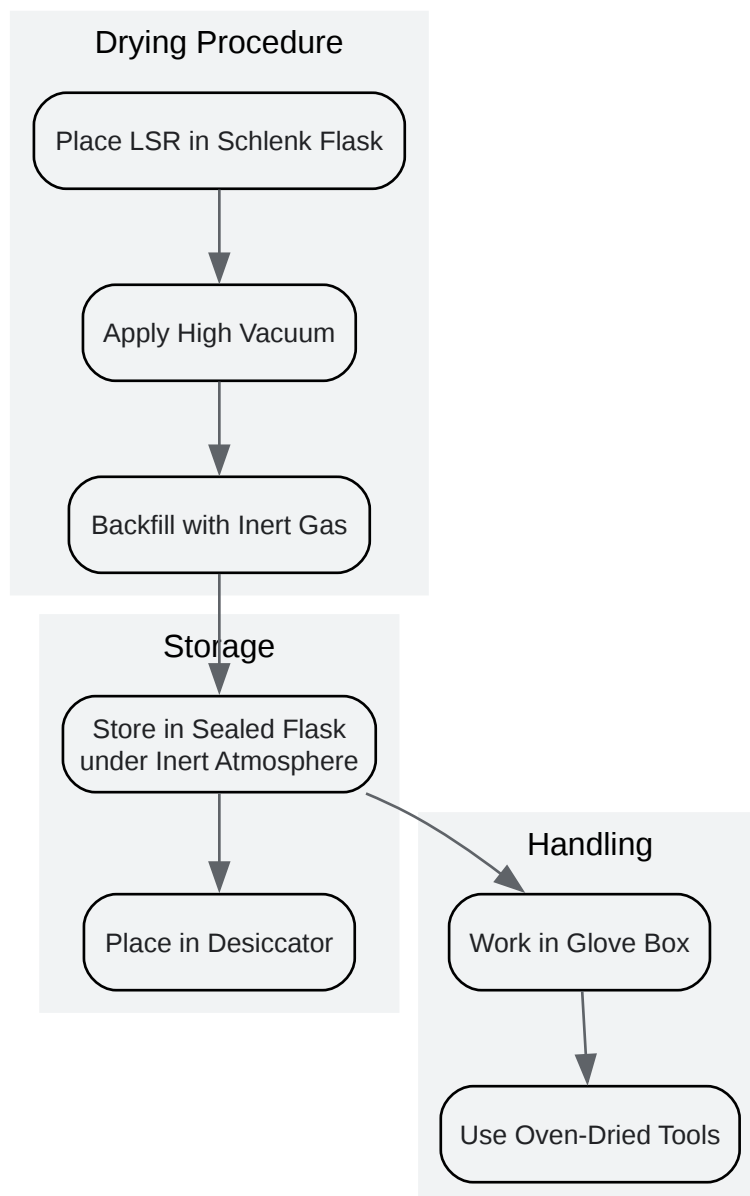 Drying Procedure
Place LSR in Schlenk Flask
Apply High Vacuum
Backfill with Inert Gas
Storage
Store in Sealed Flask
under Inert Atmosphere
Place in Desiccator
Handling
Work in Glove Box
Use Oven-Dried Tools